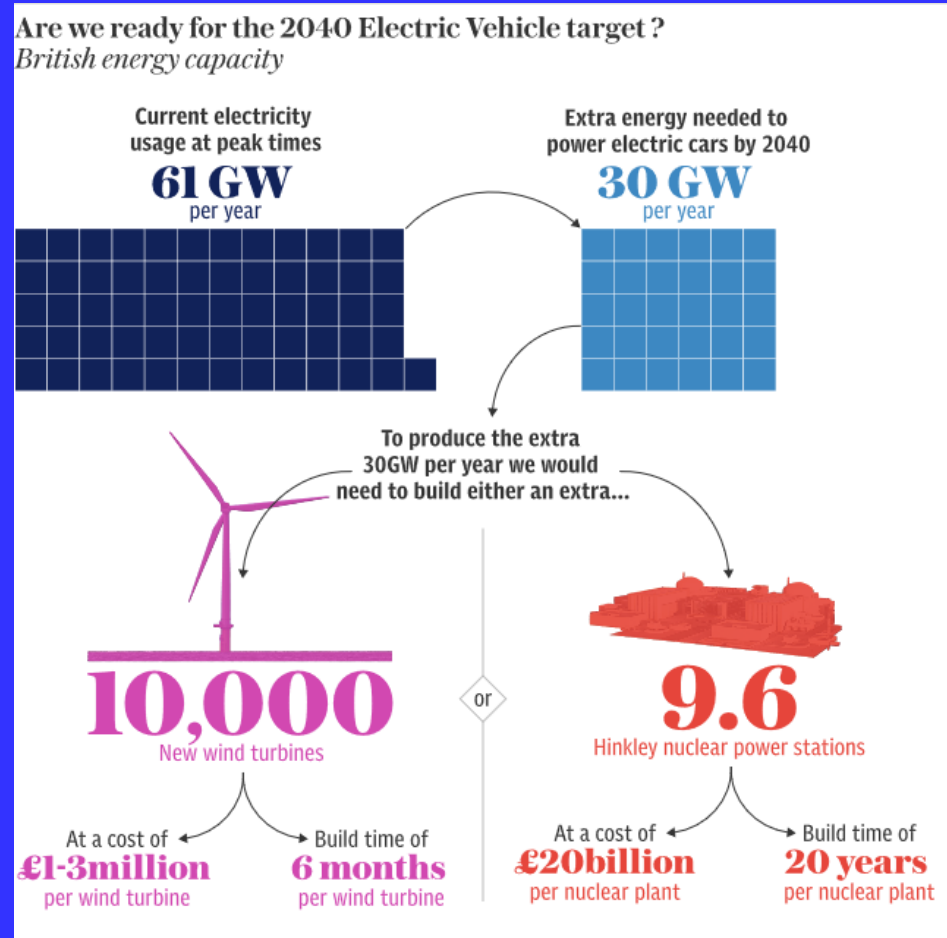 Are we ready for the 2040 Electric Vehicle target?
British energy capacity
Current electricity
usage at peak times
61 GW
per year
Extra energy needed to
power electric cars by 2040
30 GW
per year
To produce the extra
30GW per year we would
need to build either an extra...
10,000
New wind turbines
At a cost of
£1-3million
per wind turbine
Build time of
6 months
per wind turbine
or
9.6
Hinkley nuclear power stations
At a cost of
£20billion
per nuclear plant
Build time of
20 years
per nuclear plant